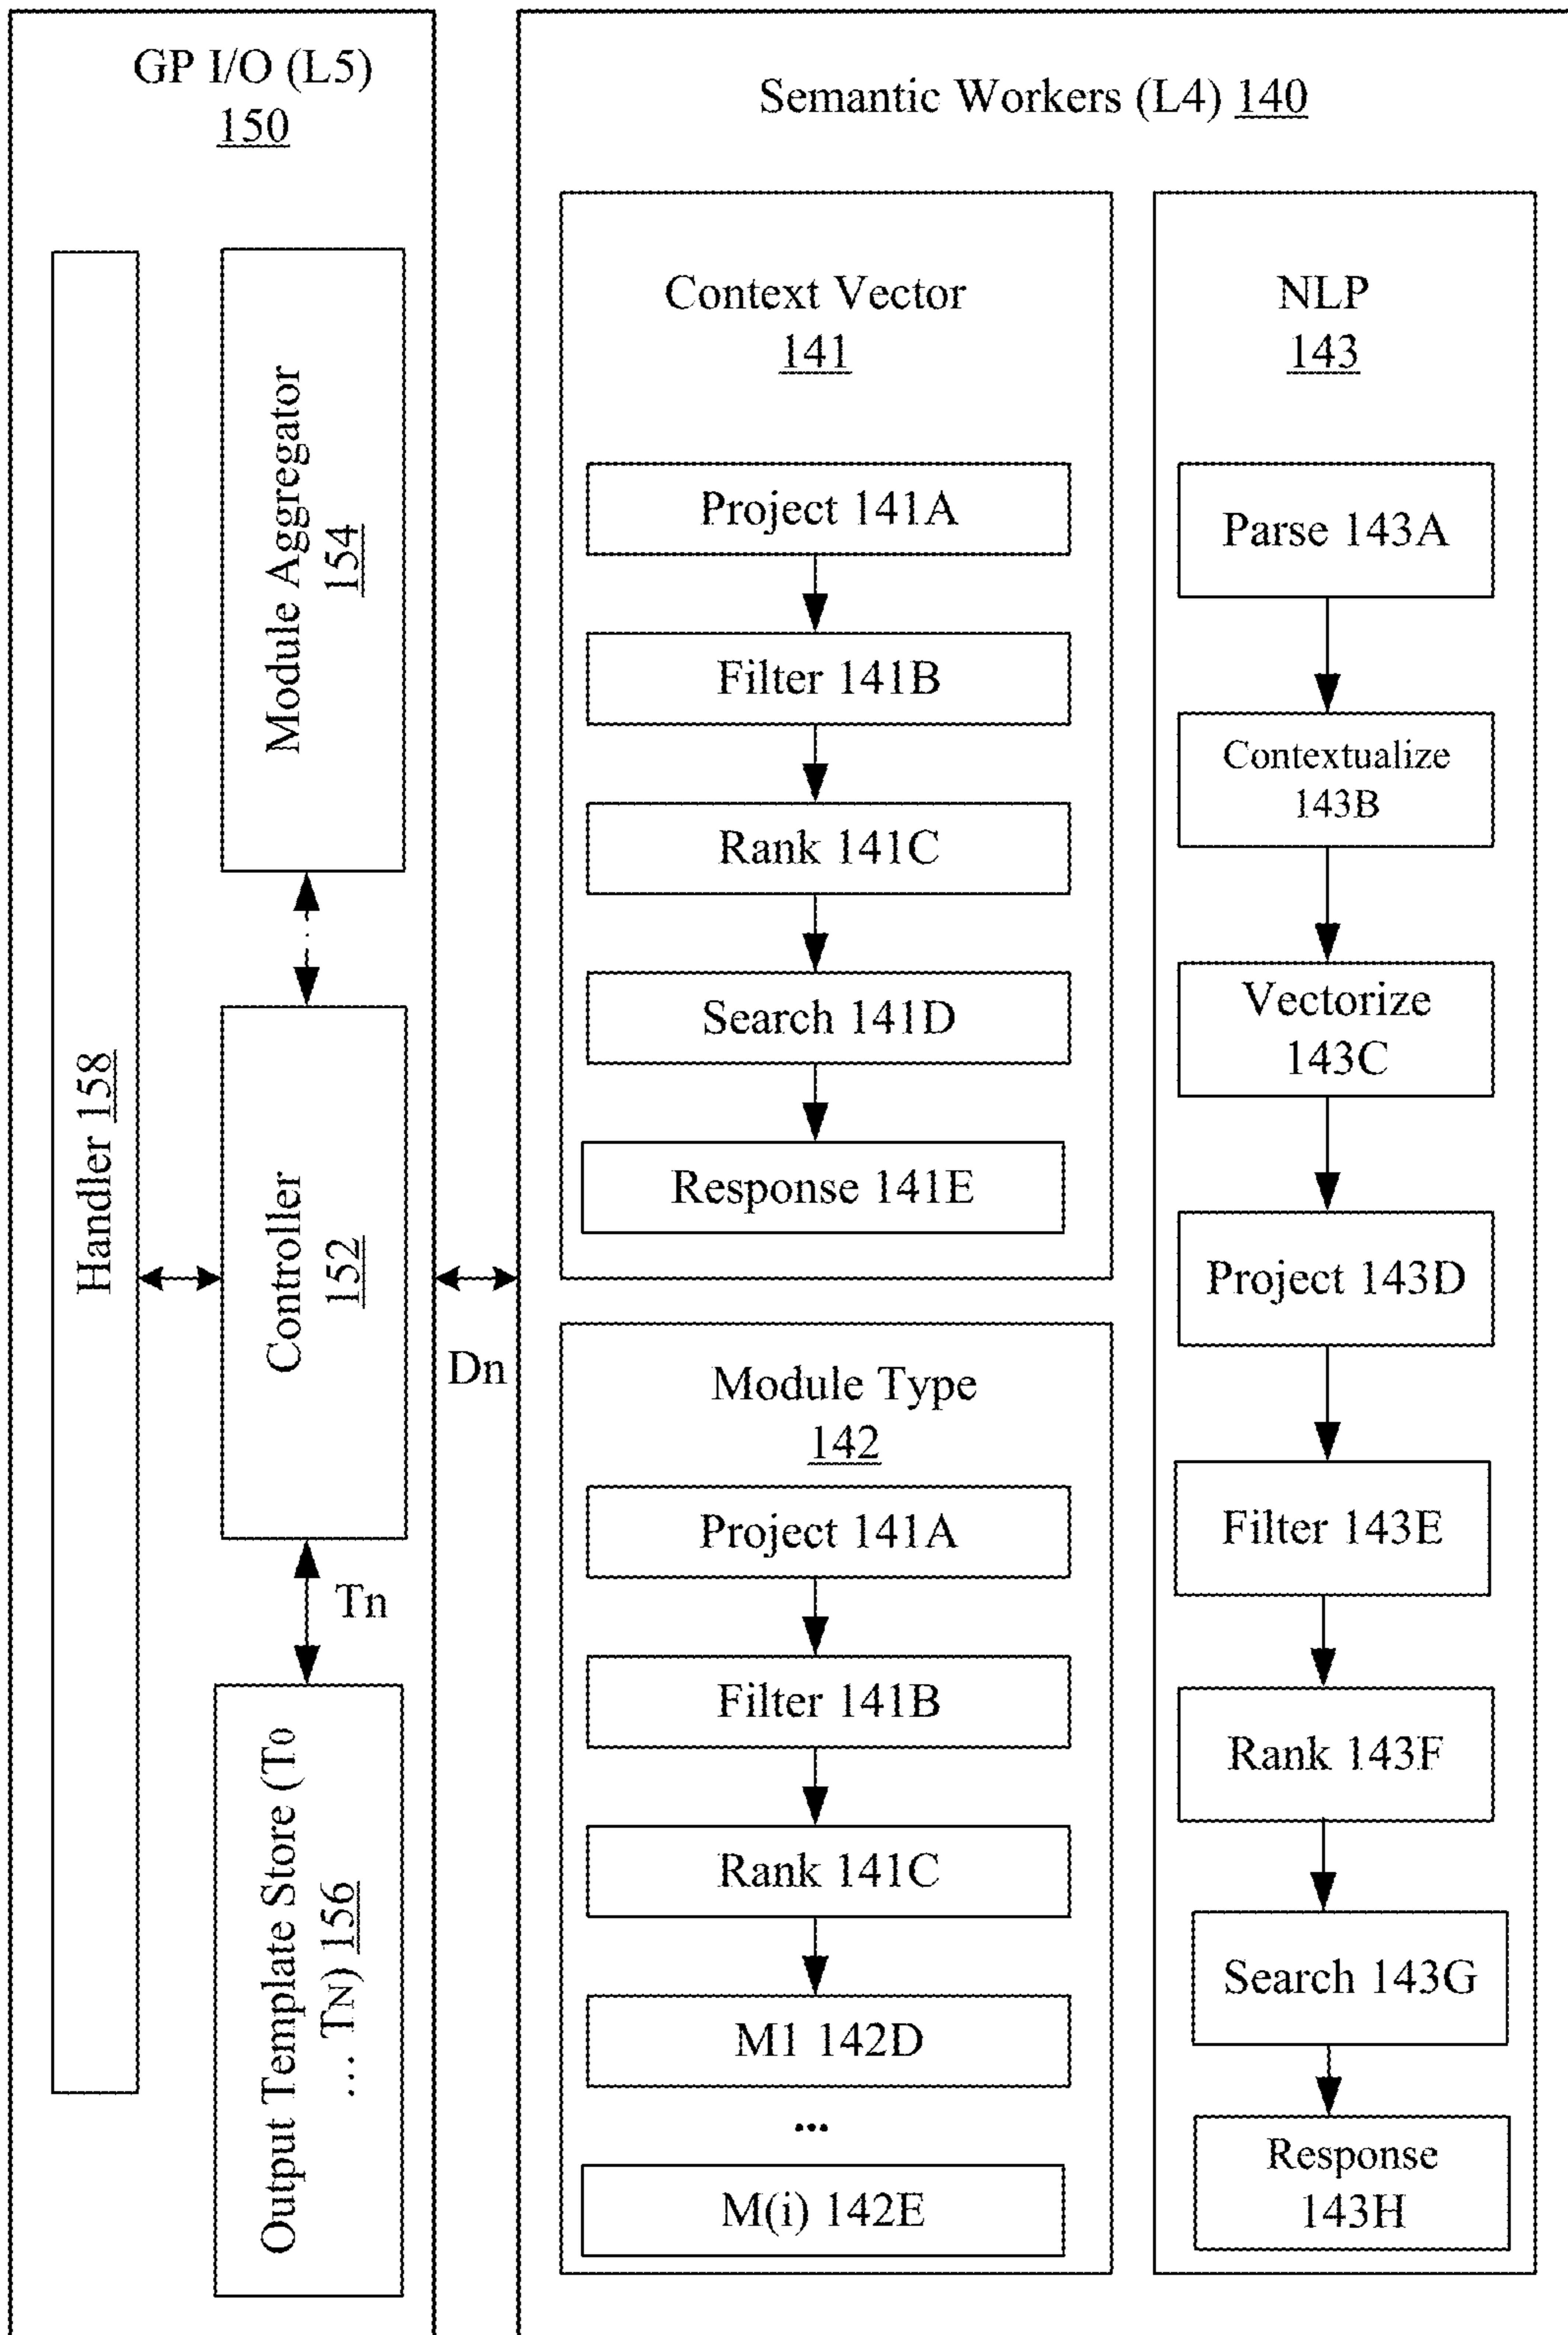 GP I/O (L5)
150
Handler 158
Module Aggregator
154
Controller
152
Tn
Output Template Store (T0
... TN) 156
Dn
Semantic Workers (L4) 140
Context Vector
141
Project 141A
Filter 141B
Rank 141C
Search 141D
Response 141E
Module Type
142
Project 141A
Filter 141B
Rank 141C
M1 142D
...
M(i) 142E
NLP
143
Parse 143A
Contextualize
143B
Vectorize
143C
Project 143D
Filter 143E
Rank 143F
Search 143G
Response
143H